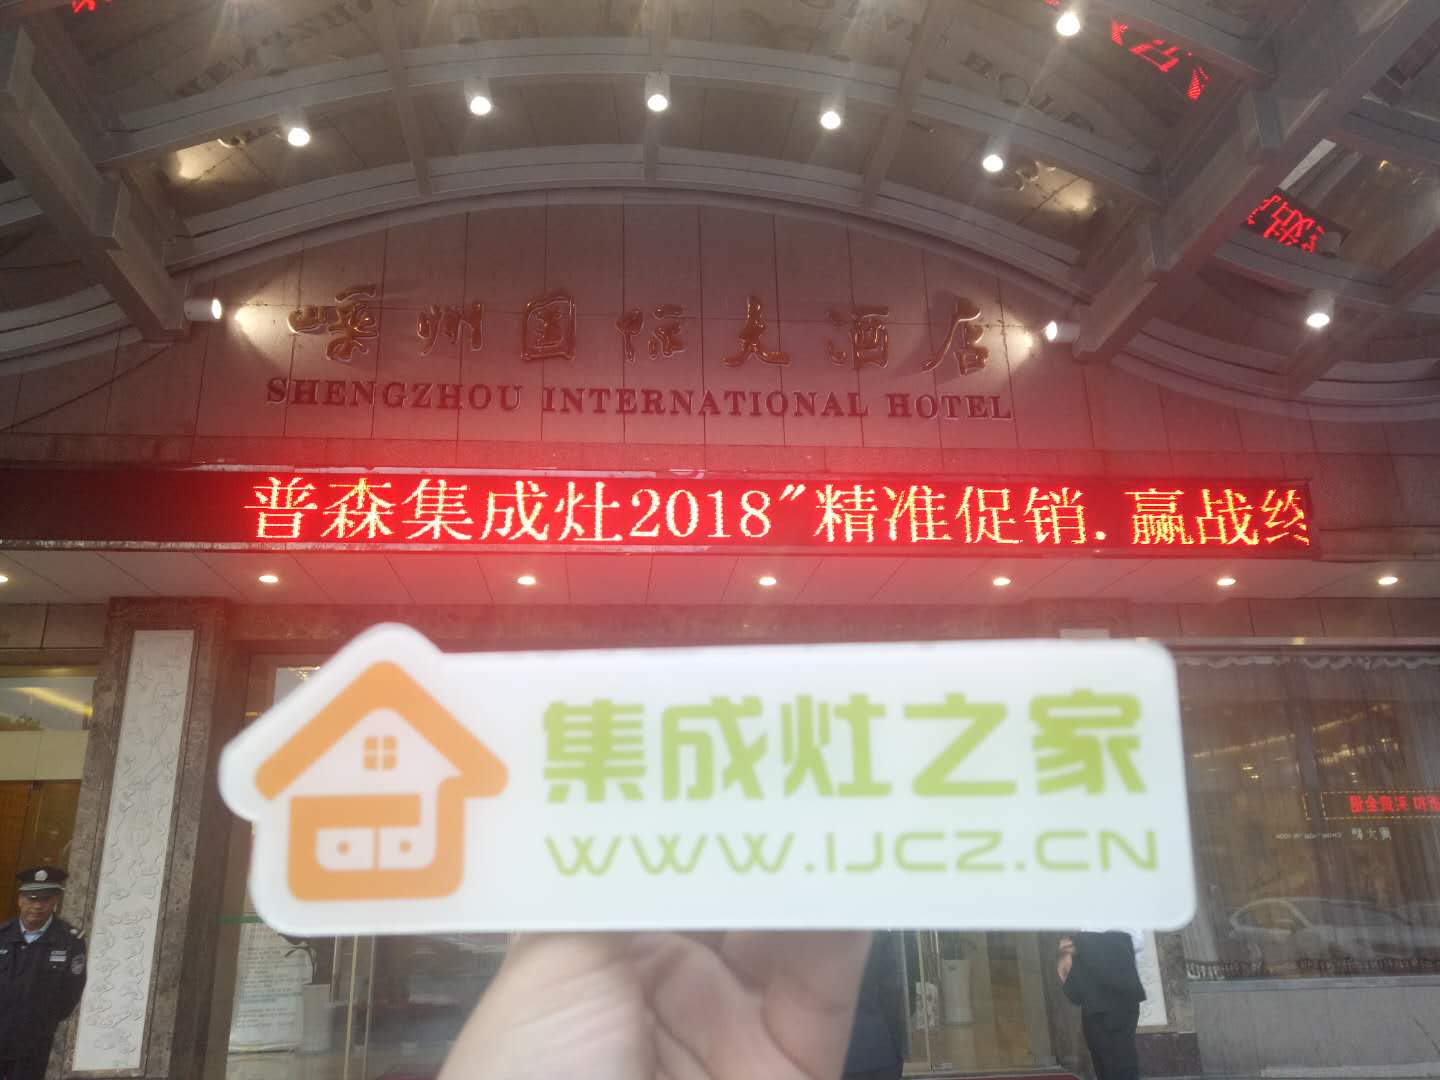 嵊州国际大酒店
SHENGZHOU INTERNATIONAL HOTEL
普森集成灶2018"精准促销.赢战终
集成灶之家
WWW.IJCZ.CN